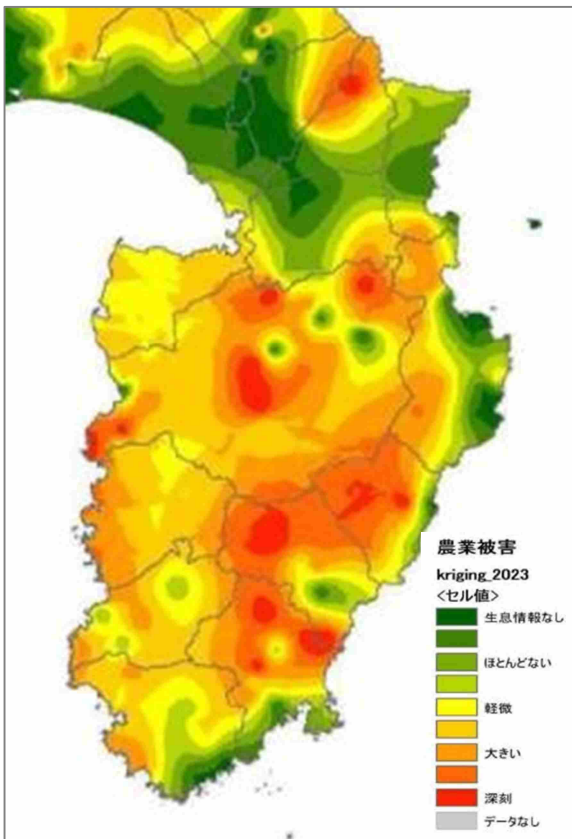 農業被害
kriging_2023
<セル値>
生息情報なし
ほとんどない
軽微
大きい
深刻
データなし